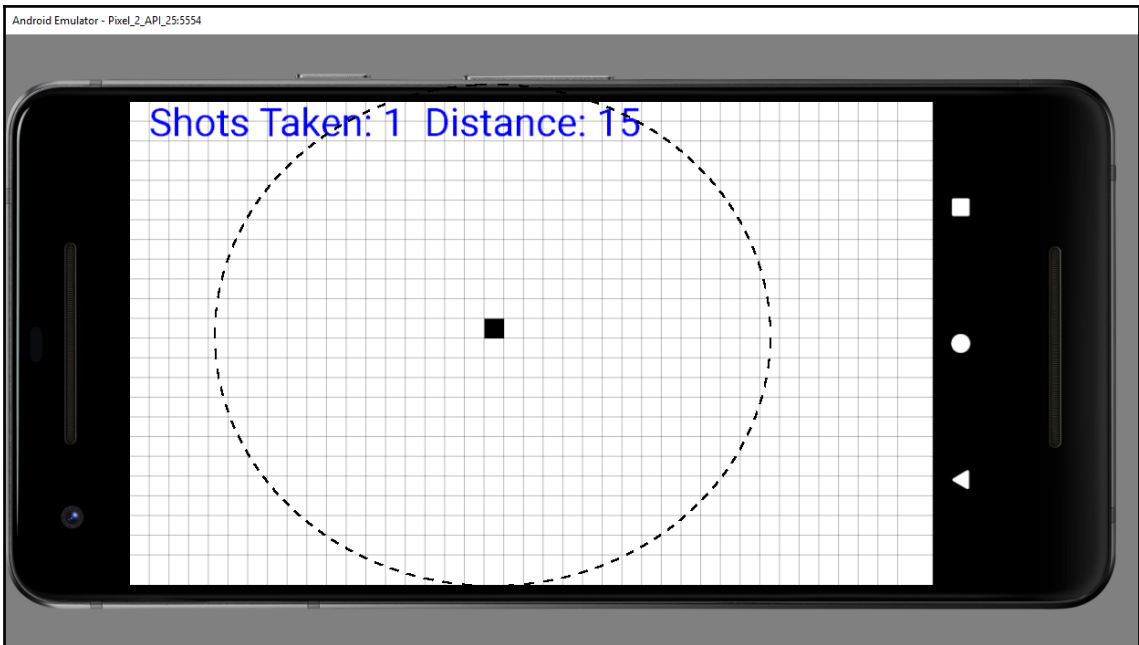 Android Emulator - Pixel_2_API_25:5554
Shots Taken: 1 Distance: 15